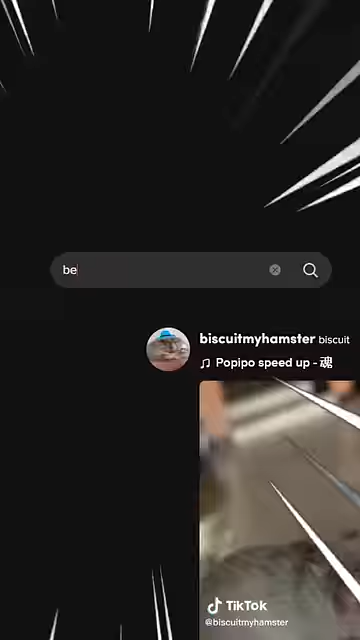 be
biscuitmyhamster biscuit
♫ Popipo speed up - 魂
TikTok
@biscuitmyhamster